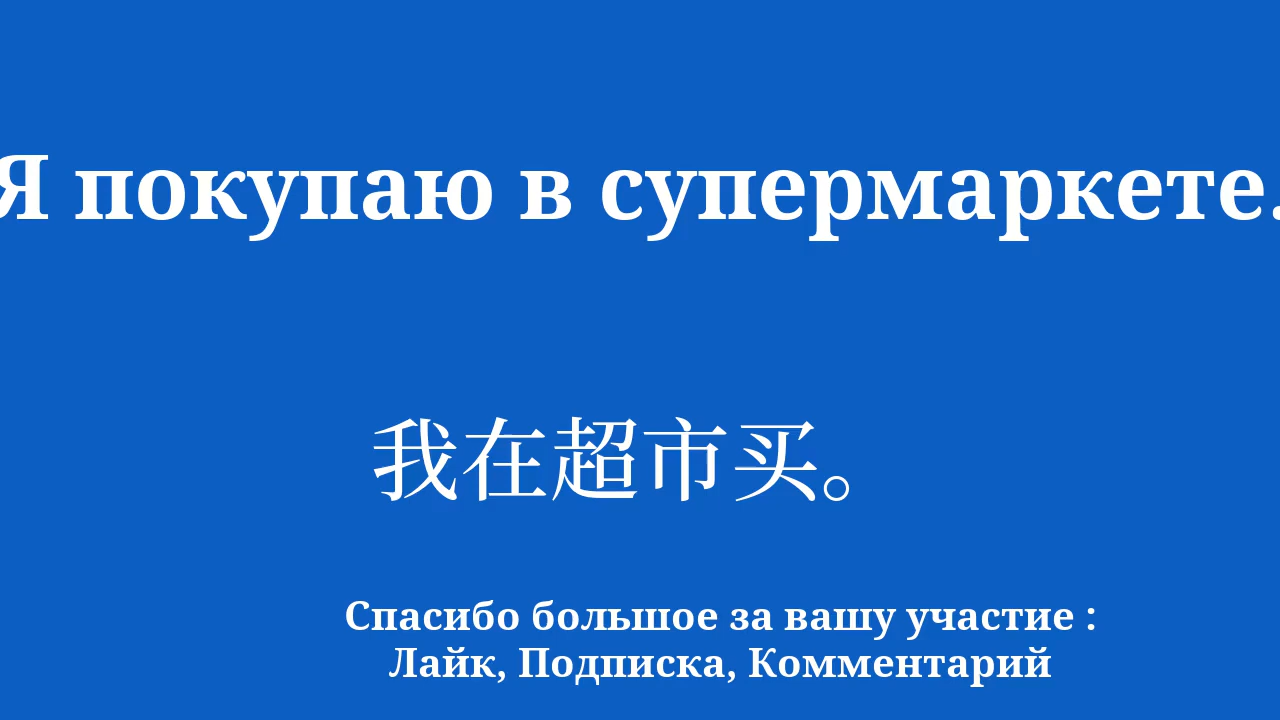 Я покупаю в супермаркете.
我在超市买。
Спасибо большое за вашу участие :
Лайк, Подписка, Комментарий